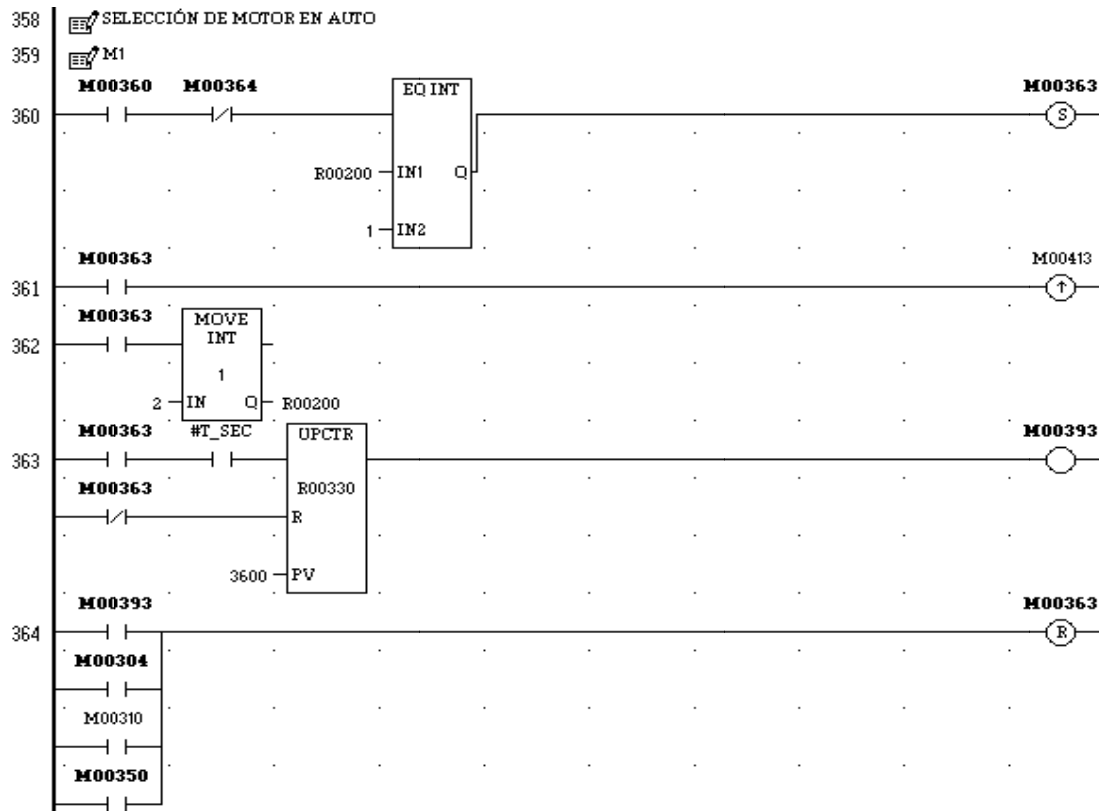 358 SELECCIÓN DE MOTOR EN AUTO
359 M1
M00360 M00364 EQ INT M00363
360 S
R00200 IN1 Q
1 IN2
M00363 M00413
361 ↑
M00363 MOVE
INT
362
1
2 IN Q R00200
M00363 #T_SEC UPCTR M00393
363
M00363 R00330
R
3600 PV
M00393 M00363
364 R
M00304
M00310
M00350